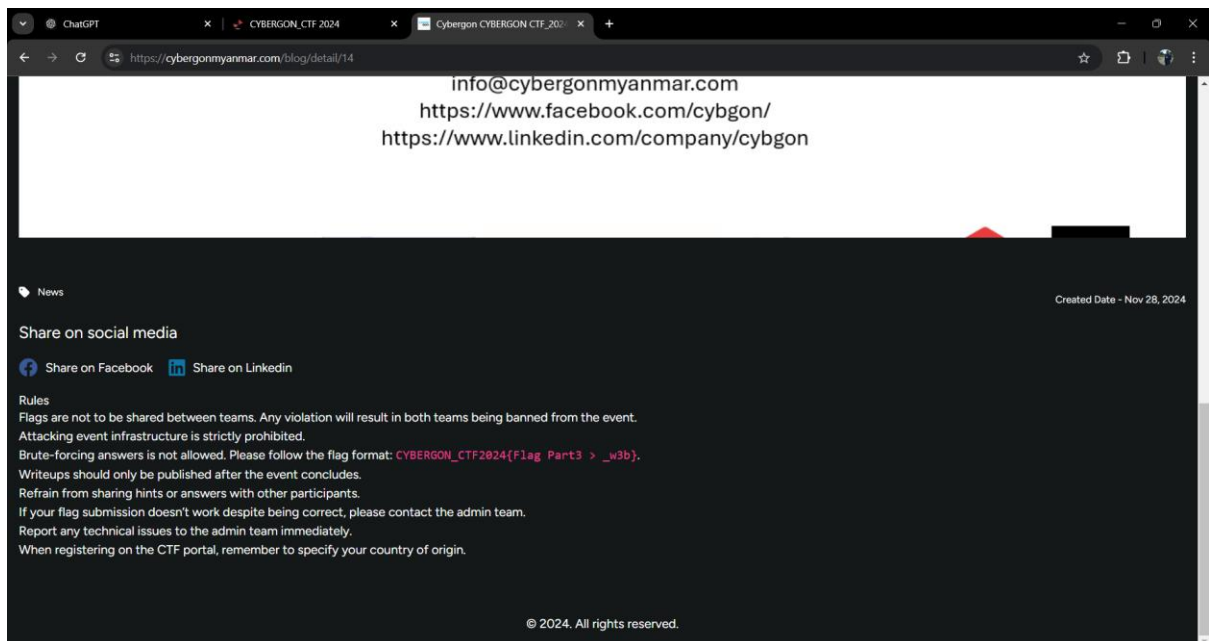 ChatGPT
CYBERGON_CTF 2024
Cybergon CYBERGON CTF_202
https://cybergonmyanmar.com/blog/detail/14
info@cybergonmyanmar.com
https://www.facebook.com/cybgon/
https://www.linkedin.com/company/cybgon
News
Created Date - Nov 28, 2024
Share on social media
Share on Facebook
Share on Linkedin
Rules
Flags are not to be shared between teams. Any violation will result in both teams being banned from the event.
Attacking event infrastructure is strictly prohibited.
Brute-forcing answers is not allowed. Please follow the flag format: CYBERGON_CTF2024{Flag Part3 > _w3b}.
Writeups should only be published after the event concludes.
Refrain from sharing hints or answers with other participants.
If your flag submission doesn't work despite being correct, please contact the admin team.
Report any technical issues to the admin team immediately.
When registering on the CTF portal, remember to specify your country of origin.
© 2024. All rights reserved.